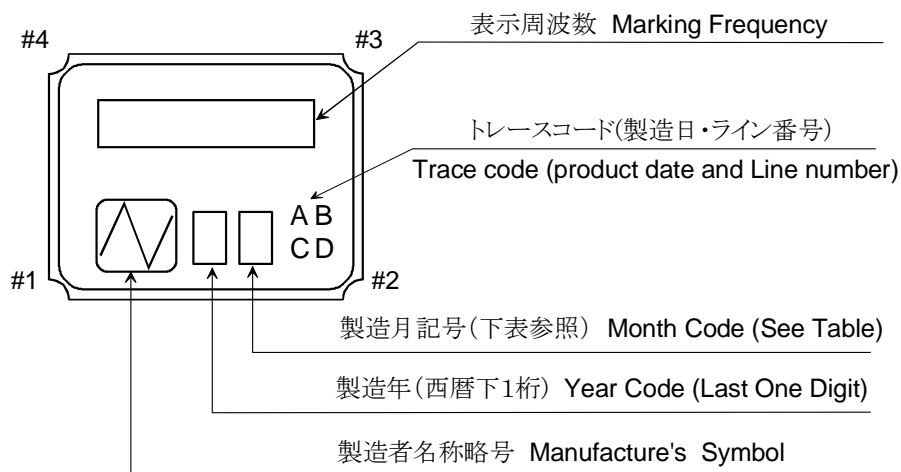 表示周波数 Marking Frequency
#4
#3
トレースコード(製造日・ライン番号)
Trace code (product date and Line number)
A B
C D
#1
#2
製造月記号(下表参照) Month Code (See Table)
製造年(西暦下1桁) Year Code (Last One Digit)
製造者名称略号 Manufacture's Symbol